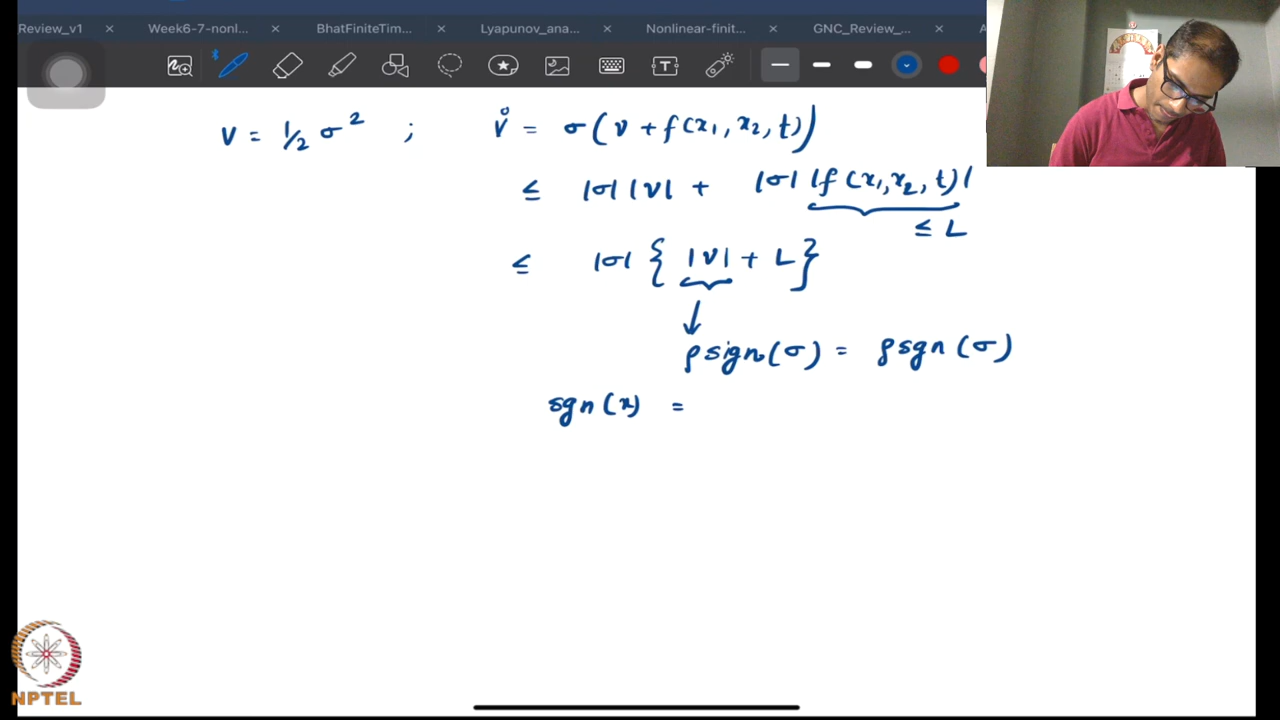 Review_v1 × Week6-7-nonl... × BhatFiniteTim... × Lyapunov_ana... × Nonlinear-finit... × GNC_Review_... ×
V = 1/2 σ² ; V̇ = σ(ν + f(x₁, x₂, t))
≤ |σ| |ν| + |σ| |f(x₁, x₂, t)|
≤ L
≤ |σ| { |ν| + L }
ρ sign(σ) = ρ sgn(σ)
sgn(x) =
NPTEL